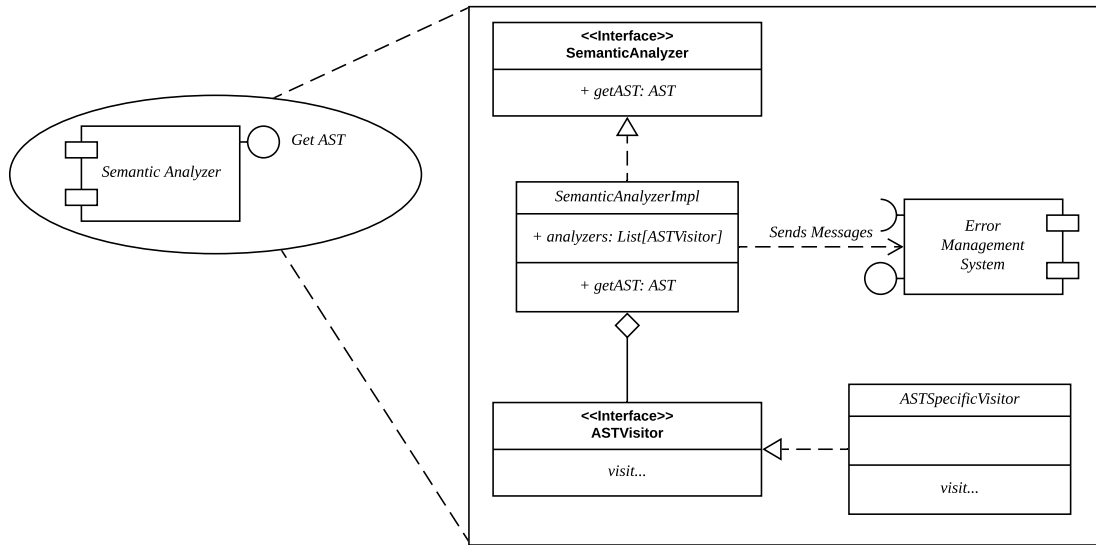 <<Interface>>
SemanticAnalyzer
+ getAST: AST
Get AST
Semantic Analyzer
SemanticAnalyzerImpl
+ analyzers: List[ASTVisitor]
+ getAST: AST
Sends Messages
Error
Management
System
<<Interface>>
ASTVisitor
visit...
ASTSpecificVisitor
visit...